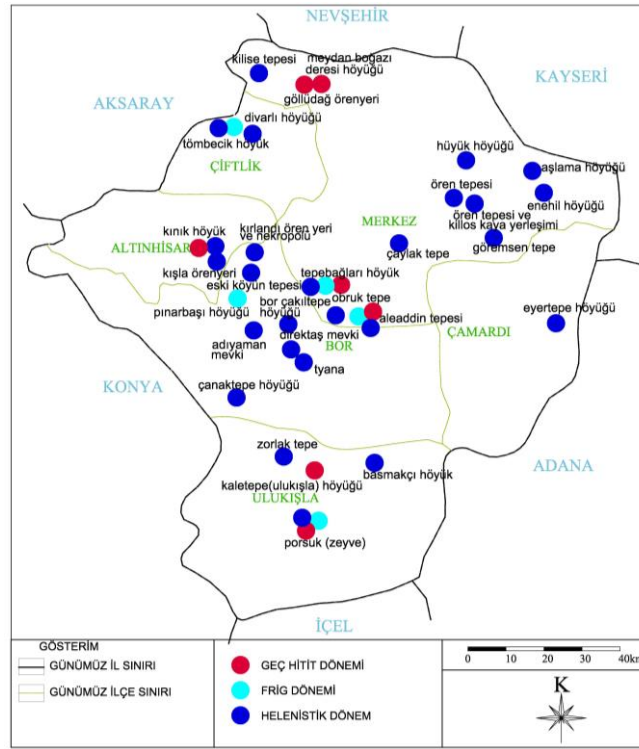 NEVŞEHİR
kilise tepesi
meydan boğazı
deresi höyüğü
göllüdağ örenyeri
KAYSERİ
AKSARAY
divarlı höyüğü
tömbecik höyük
ÇİFTLİK
hüyük höyüğü
aşlama höyüğü
ören tepesi
enehil höyüğü
ören tepesi ve
killos kaya yerleşimi
göremsen tepe
MERKEZ
çaylak tepe
kınık höyük
kırlandı ören yeri
ve nekropolü
ALTINHİSAR
kışla örenyeri
eski köyün tepesi
tepebağları höyük
pınarbaşı höyüğü
bor çakıltepe
höyüğü
obruk tepe
aleaddin tepesi
eyertepe höyüğü
ÇAMARDI
adıyaman
mevki
direktaş mevki
BOR
tyana
KONYA
çanaktepe höyüğü
zorlak tepe
basmakçı höyük
ADANA
kaletepe(ulukışla) höyüğü
ULUKIŞLA
porsuk (zeyve)
İÇEL
GÖSTERİM
GÜNÜMÜZ İL SINIRI
GÜNÜMÜZ İLÇE SINIRI
GEÇ HİTİT DÖNEMİ
FRİG DÖNEMİ
HELENİSTİK DÖNEM
0 10 20 30 40km
K